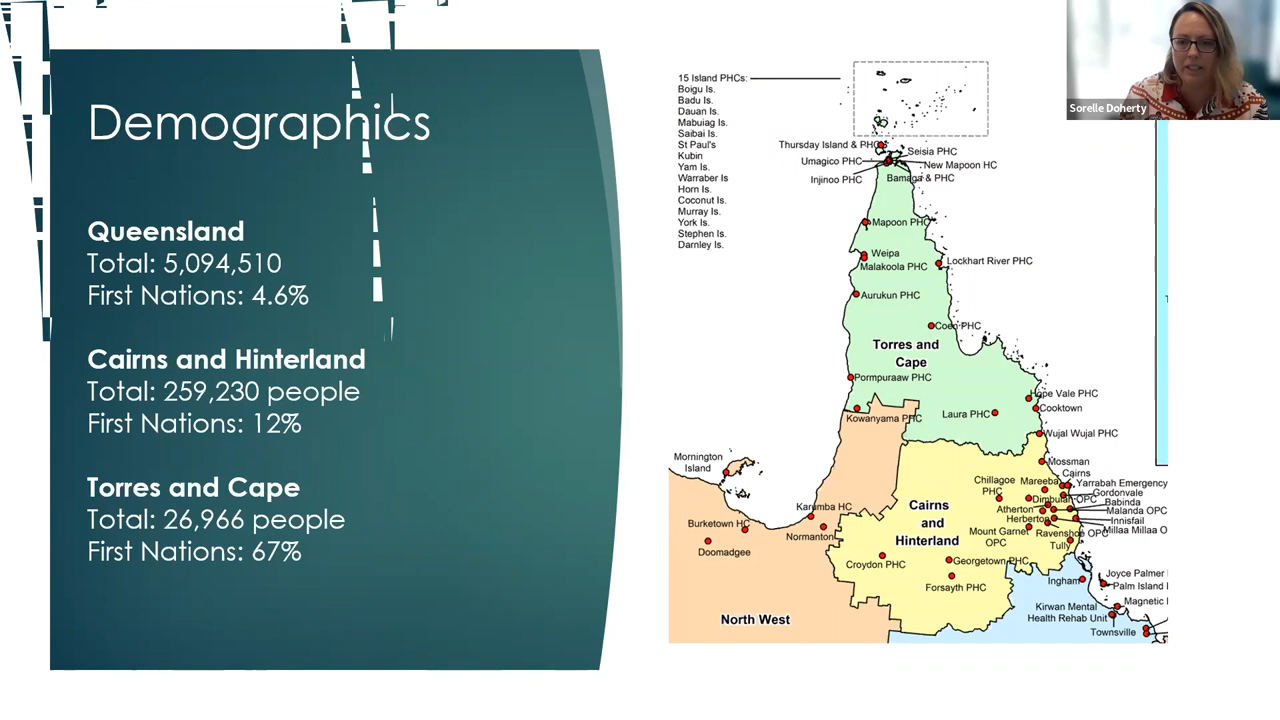 Demographics
Queensland
Total: 5,094,510
First Nations: 4.6%
Cairns and Hinterland
Total: 259,230 people
First Nations: 12%
Torres and Cape
Total: 26,966 people
First Nations: 67%
Sorelle Doherty
15 Island PHCs:
Boigu Is.
Badu Is.
Dauan Is.
Mabuiag Is.
Saibai Is.
St Paul's
Kubin
Yam Is.
Warraber Is
Horn Is.
Coconut Is.
Murray Is.
York Is.
Stephen Is.
Darnley Is.
Thursday Island & PHC
Seisia PHC
Umagico PHC
New Mapoon HC
Injinoo PHC
Bamaga & PHC
Mapoon PHC
Weipa
Malakoola PHC
Lockhart River PHC
Aurukun PHC
Coen PHC
Torres and
Cape
Pormpuraaw PHC
Hope Vale PHC
Kowanyama PHC
Laura PHC
Cooktown
Wujal Wujal PHC
Mornington
Island
Mossman
Cairns
Chillagoe
PHC
Mareeba
Yarrabah Emergency
Gordonvale
Dimbulah OPC
Babinda
Karumba HC
Cairns
and
Hinterland
Atherton
Malanda OPC
Herberton
Innisfail
Burketown HC
Normanton
Mount Garnet
OPC
Ravenshoe OPC
Millaa Millaa O
Tully
Doomadgee
Croydon PHC
Georgetown PHC
Forsyth PHC
Ingham
Joyce Palmer
Palm Island
North West
Kirwan Mental
Health Rehab Unit
Magnetic
Townsville